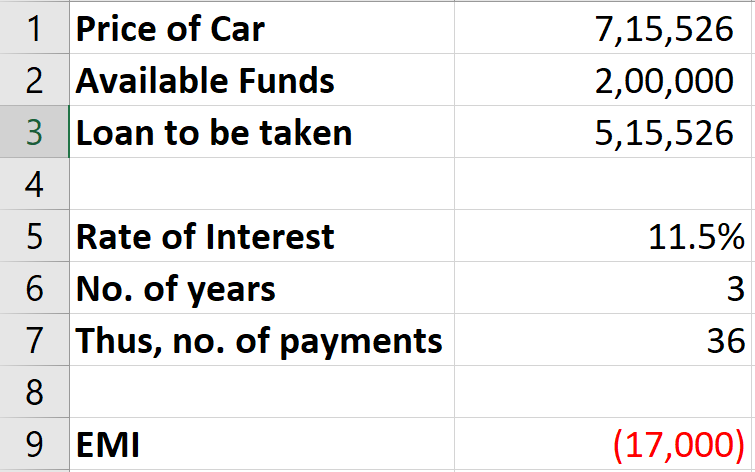 1 Price of Car 7,15,526
2 Available Funds 2,00,000
3 Loan to be taken 5,15,526
4
5 Rate of Interest 11.5%
6 No. of years 3
7 Thus, no. of payments 36
8
9 EMI (17,000)